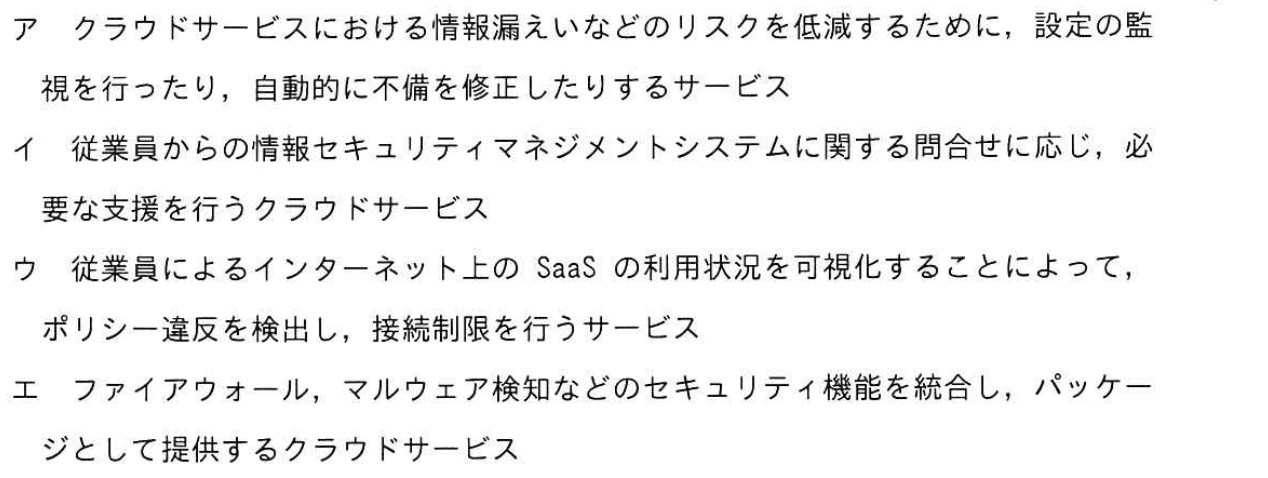 ア　クラウドサービスにおける情報漏えいなどのリスクを低減するために，設定の監
視を行ったり，自動的に不備を修正したりするサービス
イ　従業員からの情報セキュリティマネジメントシステムに関する問合せに応じ，必
要な支援を行うクラウドサービス
ウ　従業員によるインターネット上の SaaS の利用状況を可視化することによって，
ポリシー違反を検出し，接続制限を行うサービス
エ　ファイアウォール，マルウェア検知などのセキュリティ機能を統合し，パッケー
ジとして提供するクラウドサービス